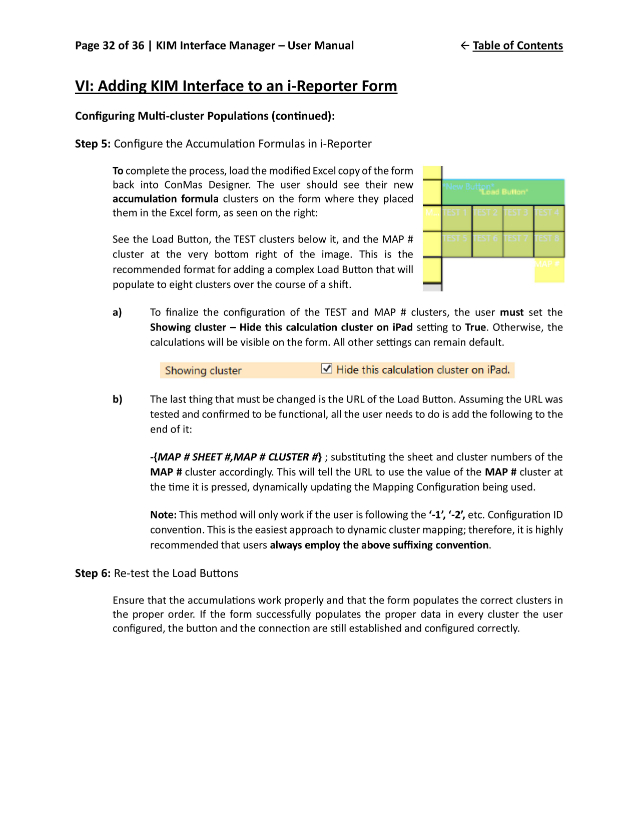 Page 32 of 36 | KIM Interface Manager – User Manual
← Table of Contents
VI: Adding KIM Interface to an i-Reporter Form
Configuring Multi-cluster Populations (continued):
Step 5: Configure the Accumulation Formulas in i-Reporter
To complete the process, load the modified Excel copy of the form
back into ConMas Designer. The user should see their new
accumulation formula clusters on the form where they placed
them in the Excel form, as seen on the right:
"Load Button"
TEST 1 TEST 2 TEST 3 TEST 4
TEST 6 TEST 7 TEST 8
See the Load Button, the TEST clusters below it, and the MAP #
cluster at the very bottom right of the image. This is the
recommended format for adding a complex Load Button that will
populate to eight clusters over the course of a shift.
a) To finalize the configuration of the TEST and MAP # clusters, the user must set the
Showing cluster – Hide this calculation cluster on iPad setting to True. Otherwise, the
calculations will be visible on the form. All other settings can remain default.
Showing cluster Hide this calculation cluster on iPad.
b) The last thing that must be changed is the URL of the Load Button. Assuming the URL was
tested and confirmed to be functional, all the user needs to do is add the following to the
end of it:
-{MAP # SHEET #,MAP # CLUSTER #} ; substituting the sheet and cluster numbers of the
MAP # cluster accordingly. This will tell the URL to use the value of the MAP # cluster at
the time it is pressed, dynamically updating the Mapping Configuration being used.
Note: This method will only work if the user is following the ‘-1’, ‘-2’, etc. Configuration ID
convention. This is the easiest approach to dynamic cluster mapping; therefore, it is highly
recommended that users always employ the above suffixing convention.
Step 6: Re-test the Load Buttons
Ensure that the accumulations work properly and that the form populates the correct clusters in
the proper order. If the form successfully populates the proper data in every cluster the user
configured, the button and the connection are still established and configured correctly.